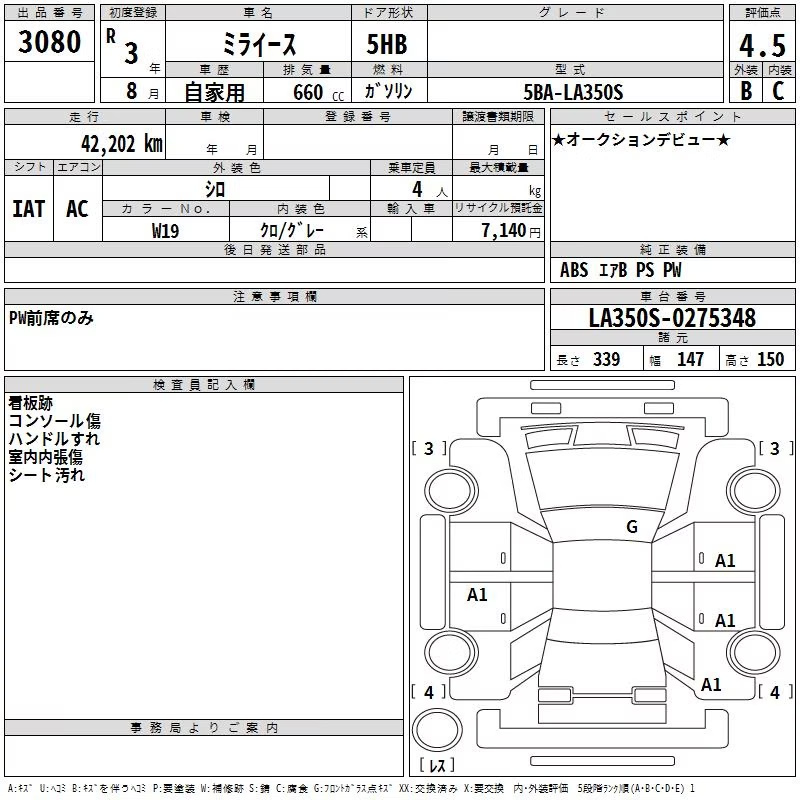 出品番号 初度登録 車名 ドア形状 グレード 評価点
3080 R 3 年 ミライース 5HB 4.5
車歴 排気量 燃料 型式 外装 内装
8 月 自家用 660 cc ｶﾞｿﾘﾝ 5BA-LA350S B C
走行 車検 登録番号 譲渡書類期限 セールスポイント
42,202 km 年 月 月 日 ★オークションデビュー★
シフト エアコン 外装色 乗車定員 最大積載量
IAT AC ｼﾛ 4 人 kg
カラーNo. 内装色 輸入車 リサイクル預託金
W19 ｸﾛ/ｸﾞﾚｰ 系 7,140 円
後日発送部品 純正装備
ABS ｴｱB PS PW
注意事項欄 車台番号
PW前席のみ LA350S-0275348
諸元
長さ 339 幅 147 高さ 150
検査員記入欄
看板跡
コンソール傷
ハンドルすれ
室内内張傷
シート汚れ
[ 3 ] [ 3 ]
G
A1
A1
A1
A1
[ 4 ] [ 4 ]
事務局よりご案内
[ ﾚｽ ]
A:ｷｽﾞ U:ﾍｺﾐ B:ｷｽﾞを伴うﾍｺﾐ P:要塗装 W:補修跡 S:錆 C:腐食 G:ﾌﾛﾝﾄｶﾞﾗｽ点ｷｽﾞ XX:交換済み X:要交換 内･外装評価 5段階ﾗﾝｸ順(A･B･C･D･E) 1